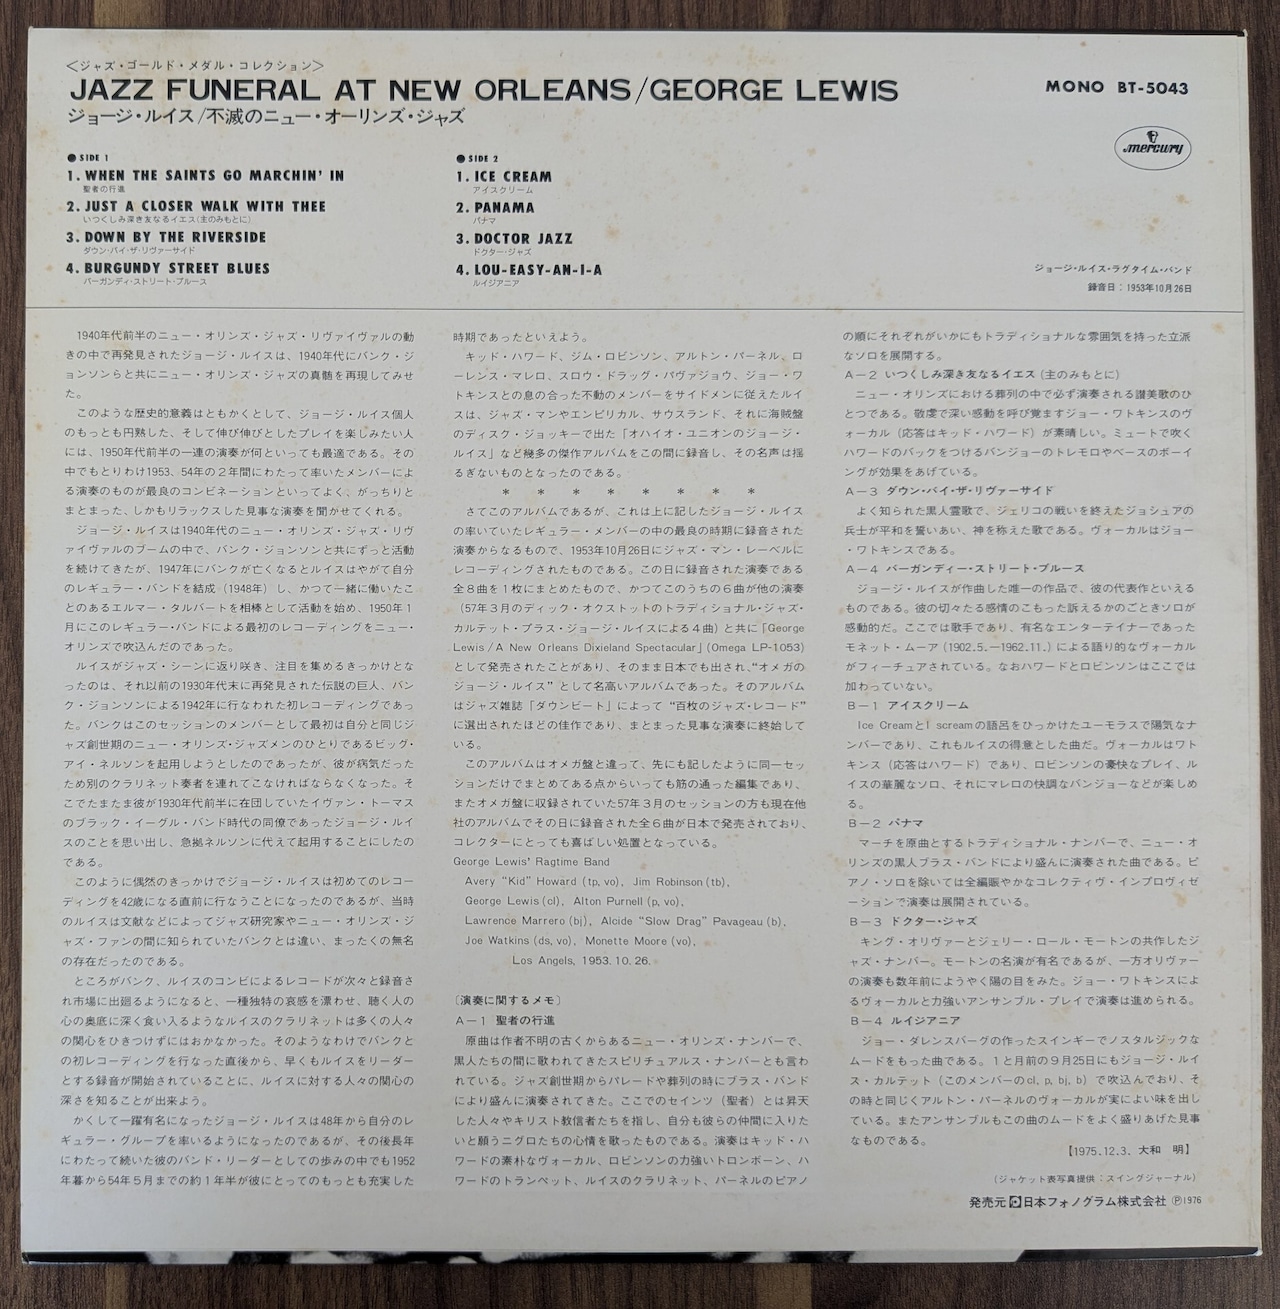 <ジャズ・ゴールド・メダル・コレクション>
JAZZ FUNERAL AT NEW ORLEANS/GEORGE LEWIS
ジョージ・ルイス/不滅のニュー・オーリンズ・ジャズ
MONO BT-5043
mercury
●SIDE 1
1. WHEN THE SAINTS GO MARCHIN' IN
聖者の行進
2. JUST A CLOSER WALK WITH THEE
いつくしみ深き友なるイエス(主のみもとに)
3. DOWN BY THE RIVERSIDE
ダウン・バイ・ザ・リヴァーサイド
4. BURGUNDY STREET BLUES
バーガンディ・ストリート・ブルース
●SIDE 2
1. ICE CREAM
アイスクリーム
2. PANAMA
パナマ
3. DOCTOR JAZZ
ドクター・ジャズ
4. LOU-EASY-AN-I-A
ルイジアニア
ジョージ・ルイス・ラグタイム・バンド
録音日：1953年10月26日
1940年代前半のニュー・オリンズ・ジャズ・リヴァイヴァルの動
きの中で再発見されたジョージ・ルイスは、1940年代にバンク・ジ
ョンソンらと共にニュー・オリンズ・ジャズの真髄を再現してみせ
た。
このような歴史的意義はともかくとして、ジョージ・ルイス個人
のもっとも円熟した、そして伸び伸びとしたプレイを楽しみたい人
には、1950年代前半の一連の演奏が何といっても最適である。その
中でもとりわけ1953、54年の２年間にわたって率いたメンバーによ
る演奏のものが最良のコンビネーションといってよく、がっちりと
まとまった、しかもリラックスした見事な演奏を聞かせてくれる。
ジョージ・ルイスは1940年代のニュー・オリンズ・ジャズ・リヴ
ァイヴァルのブームの中で、バンク・ジョンソンと共にずっと活動
を続けてきたが、1947年にバンクが亡くなるとルイスはやがて自分
のレギュラー・バンドを結成（1948年）し、かつて一緒に働いたこ
とのあるエルマー・タルバートを相棒として活動を始め、1950年１
月にこのレギュラー・バンドによる最初のレコーディングをニュー・
オリンズで吹込んだのであった。
ルイスがジャズ・シーンに返り咲き、注目を集めるきっかけとな
ったのは、それ以前の1930年代末に再発見された伝説の巨人、バン
ク・ジョンソンによる1942年に行なわれた初レコーディングであっ
た。バンクはこのセッションのメンバーとして最初は自分と同じジ
ャズ創世期のニュー・オリンズ・ジャズメンのひとりであるビッグ・
アイ・ネルソンを起用しようとしたのであったが、彼が病気だった
ため別のクラリネット奏者を連れてこなければならなくなった。そ
こでたまたま彼が1930年代前半に在団していたイヴァン・トーマス
のブラック・イーグル・バンド時代の同僚であったジョージ・ルイ
スのことを思い出し、急拠ネルソンに代えて起用することにしたの
である。
このように偶然のきっかけでジョージ・ルイスは初めてのレコー
ディングを42歳になる直前に行なうことになったのであるが、当時
のルイスは文献などによってジャズ研究家やニュー・オリンズ・ジ
ャズ・ファンの間に知られていたバンクとは違い、まったくの無名
の存在だったのである。
ところがバンク、ルイスのコンビによるレコードが次々と録音さ
れ市場に出廻るようになると、一種独特の哀感を漂わせ、聴く人の
心の奥底に深く食い入るようなルイスのクラリネットは多くの人々
の関心をひきつけずにはおかなかった。そのようなわけでバンクと
の初レコーディングを行なった直後から、早くもルイスをリーダー
とする録音が開始されていることに、ルイスに対する人々の関心の
深さを知ることが出来よう。
かくして一躍有名になったジョージ・ルイスは48年から自分のレ
ギュラー・グループを率いるようになったのであるが、その後長年
にわたって続いた彼のバンド・リーダーとしての歩みの中でも1952
年暮から54年５月までの約１年半が彼にとってのもっとも充実した
時期であったといえよう。
キッド・ハワード、ジム・ロビンソン、アルトン・パーネル、ロ
ーレンス・マレロ、スロウ・ドラッグ・パヴァジョウ、ジョー・ワ
トキンスとの息の合った不動のメンバーをサイドメンに従えたルイ
スは、ジャズ・マンやエンピリカル、サウスランド、それに海賊盤
のディスク・ジョッキーで出た「オハイオ・ユニオンのジョージ・
ルイス」など幾多の傑作アルバムをこの間に録音し、その名声は揺
るぎないものとなったのである。
＊ ＊ ＊ ＊ ＊ ＊ ＊ ＊
さてこのアルバムであるが、これは上に記したジョージ・ルイス
の率いていたレギュラー・メンバーの中の最良の時期に録音された
演奏からなるもので、1953年10月26日にジャズ・マン・レーベルに
レコーディングされたものである。この日に録音された演奏である
全８曲を１枚にまとめたもので、かつてこのうちの６曲が他の演奏
（57年３月のディック・オクストットのトラディショナル・ジャズ・
カルテット・プラス・ジョージ・ルイスによる４曲）と共に「George
Lewis/A New Orleans Dixieland Spectacular」(Omega LP-1053)
として発売されたことがあり、そのまま日本でも出され、“オメガの
ジョージ・ルイス”として名高いアルバムであった。そのアルバム
はジャズ雑誌「ダウンビート」によって“百枚のジャズ・レコード”
に選出されたほどの佳作であり、まとまった見事な演奏に終始して
いる。
このアルバムはオメガ盤と違って、先にも記したように同一セッ
ションだけでまとめてある点からいっても筋の通った編集であり、
またオメガ盤に収録されていた57年３月のセッションの方も現在他
社のアルバムでその日に録音された全６曲が日本で発売されており、
コレクターにとっても喜ばしい処置となっている。
George Lewis' Ragtime Band
Avery “Kid” Howard (tp, vo), Jim Robinson (tb),
George Lewis (cl), Alton Purnell (p, vo),
Lawrence Marrero (bj), Alcide “Slow Drag” Pavageau (b),
Joe Watkins (ds, vo), Monette Moore (vo),
Los Angels, 1953. 10. 26.
〔演奏に関するメモ〕
A－1 聖者の行進
原曲は作者不明の古くからあるニュー・オリンズ・ナンバーで、
黒人たちの間に歌われてきたスピリチュアルス・ナンバーとも言わ
れている。ジャズ創世期からパレードや葬列の時にブラス・バンド
により盛んに演奏されてきた。ここでのセインツ（聖者）とは昇天
した人々やキリスト教信者たちを指し、自分も彼らの仲間に入りた
いと願うニグロたちの心情を歌ったものである。演奏はキッド・ハ
ワードの素朴なヴォーカル、ロビンソンの力強いトロンボーン、ハ
ワードのトランペット、ルイスのクラリネット、パーネルのピアノ
の順にそれぞれがいかにもトラディショナルな雰囲気を持った立派
なソロを展開する。
A－2 いつくしみ深き友なるイエス（主のみもとに）
ニュー・オリンズにおける葬列の中で必ず演奏される讃美歌のひ
とつである。敬虔で深い感動を呼び覚ますジョー・ワトキンスのヴ
ォーカル（応答はキッド・ハワード）が素晴しい。ミュートで吹く
ハワードのバックをつけるバンジョーのトレモロやベースのボーイ
ングが効果をあげている。
A－3 ダウン・バイ・ザ・リヴァーサイド
よく知られた黒人霊歌で、ジェリコの戦いを終えたジョシュアの
兵士が平和を誓いあい、神を称えた歌である。ヴォーカルはジョー
・ワトキンスである。
A－4 バーガンディー・ストリート・ブルース
ジョージ・ルイスが作曲した唯一の作品で、彼の代表作といえる
ものである。彼の切々たる感情のこもった訴えるかのごときソロが
感動的だ。ここでは歌手であり、有名なエンターテイナーであった
モネット・ムーア（1902.5.—1962.11.）による語り的なヴォーカル
がフィーチュアされている。なおハワードとロビンソンはここでは
加わっていない。
B－1 アイスクリーム
Ice CreamとI screamの語呂をひっかけたユーモラスで陽気なナ
ンバーであり、これもルイスの得意とした曲だ。ヴォーカルはワト
キンス（応答はハワード）であり、ロビンソンの豪快なプレイ、ル
イスの華麗なソロ、それにマレロの快調なバンジョーなどが楽しめ
る。
B－2 パナマ
マーチを原曲とするトラディショナル・ナンバーで、ニュー・オ
リンズの黒人ブラス・バンドにより盛んに演奏された曲である。ピ
アノ・ソロを除いては全編賑やかなコレクティヴ・インプロヴィゼ
ーションで演奏は展開されている。
B－3 ドクター・ジャズ
キング・オリヴァーとジェリー・ロール・モートンの共作したジ
ャズ・ナンバー。モートンの名演が有名であるが、一方オリヴァー
の演奏も数年前にようやく陽の目をみた。ジョー・ワトキンスによ
るヴォーカルと力強いアンサンブル・プレイで演奏は進められる。
B－4 ルイジアニア
ジョー・ダレンスバーグの作ったスインギーでノスタルジックな
ムードをもった曲である。１と月前の９月25日にもジョージ・ルイ
ス・カルテット（このメンバーのcl, p, bj, b）で吹込んでおり、そ
の時と同じくアルトン・パーネルのヴォーカルが実によい味を出し
ている。またアンサンブルもこの曲のムードをよく盛りあげた見事
なものである。
【1975.12.3. 大和 明】
（ジャケット表写真提供：スイングジャーナル）
発売元 日本フォノグラム株式会社 Ⓟ1976